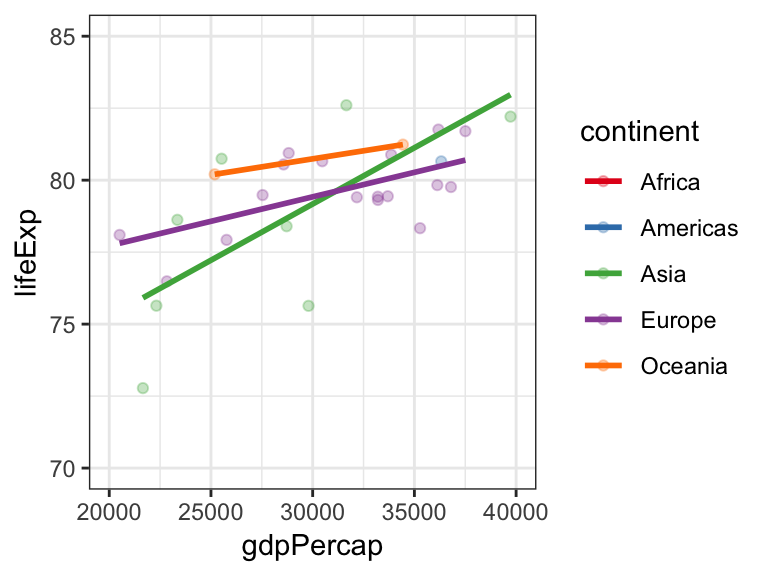 85
80
75
70
lifeExp
20000 25000 30000 35000 40000
gdpPercap
continent
Africa
Americas
Asia
Europe
Oceania